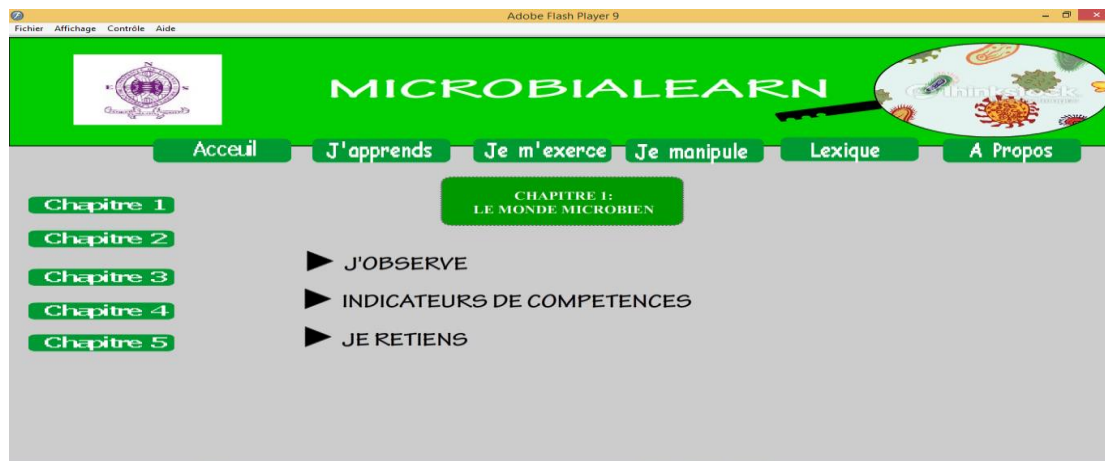 Adobe Flash Player 9
Fichier Affichage Contrôle Aide
N
E S
MICROBIALEARN
Thinkstock
Acceuil J'apprends Je m'exerce Je manipule Lexique A Propos
CHAPITRE 1:
LE MONDE MICROBIEN
Chapitre 1
Chapitre 2
Chapitre 3
Chapitre 4
Chapitre 5
J'OBSERVE
INDICATEURS DE COMPETENCES
JE RETIENS